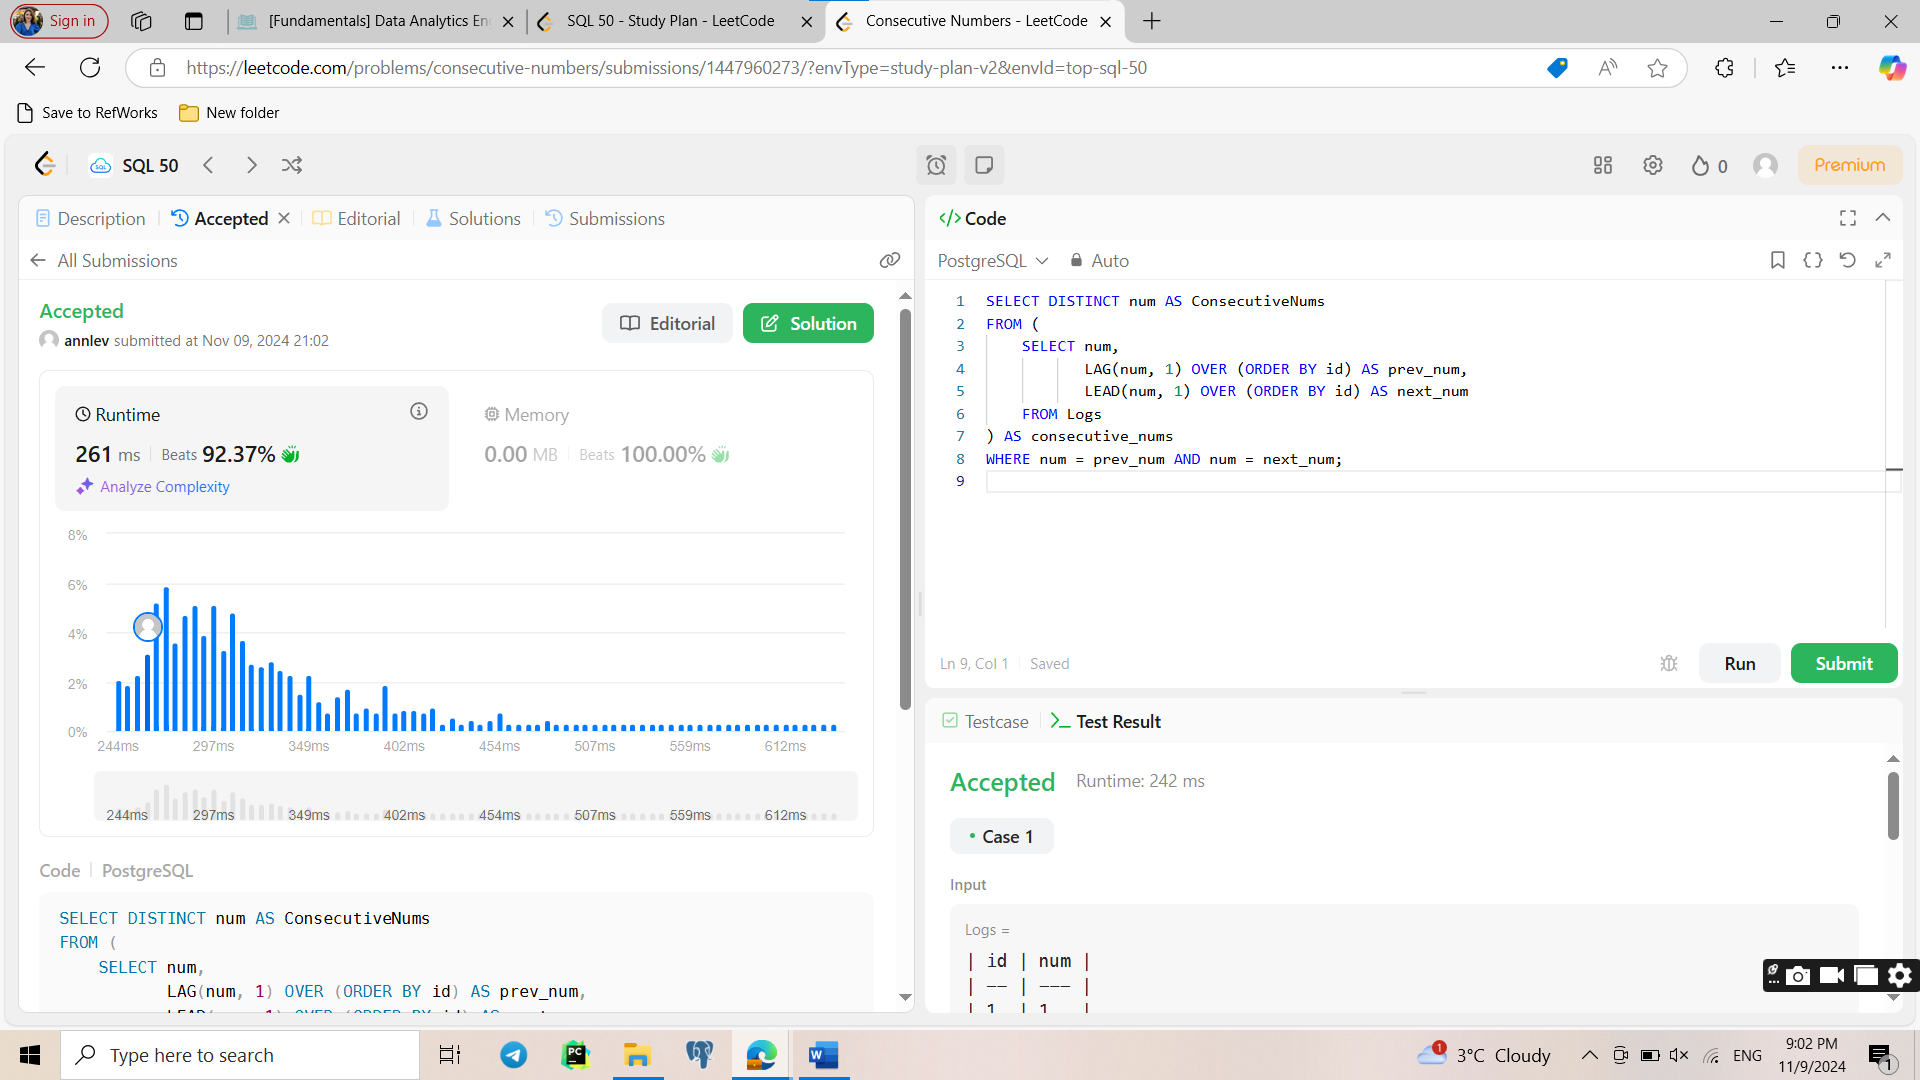 Sign in
[Fundamentals] Data Analytics En
SQL 50 - Study Plan - LeetCode
Consecutive Numbers - LeetCode
https://leetcode.com/problems/consecutive-numbers/submissions/1447960273/?envType=study-plan-v2&envId=top-sql-50
Save to RefWorks
New folder
SQL 50
0
Premium
Description
Accepted
Editorial
Solutions
Submissions
All Submissions
Accepted
annlev submitted at Nov 09, 2024 21:02
Editorial
Solution
Runtime
261 ms
Beats 92.37%
Analyze Complexity
Memory
0.00 MB
Beats 100.00%
8%
6%
4%
2%
0%
244ms 297ms 349ms 402ms 454ms 507ms 559ms 612ms
244ms 297ms 349ms 402ms 454ms 507ms 559ms 612ms
Code
PostgreSQL
SELECT DISTINCT num AS ConsecutiveNums
FROM (
SELECT num,
LAG(num, 1) OVER (ORDER BY id) AS prev_num,
</> Code
PostgreSQL
Auto
1 SELECT DISTINCT num AS ConsecutiveNums
2 FROM (
3 SELECT num,
4 LAG(num, 1) OVER (ORDER BY id) AS prev_num,
5 LEAD(num, 1) OVER (ORDER BY id) AS next_num
6 FROM Logs
7 ) AS consecutive_nums
8 WHERE num = prev_num AND num = next_num;
9
Ln 9, Col 1
Saved
Run
Submit
Testcase
Test Result
Accepted
Runtime: 242 ms
• Case 1
Input
Logs =
| id | num |
| -- | --- |
| 1 | 1 |
Type here to search
1
3°C Cloudy
ENG
9:02 PM
11/9/2024
1